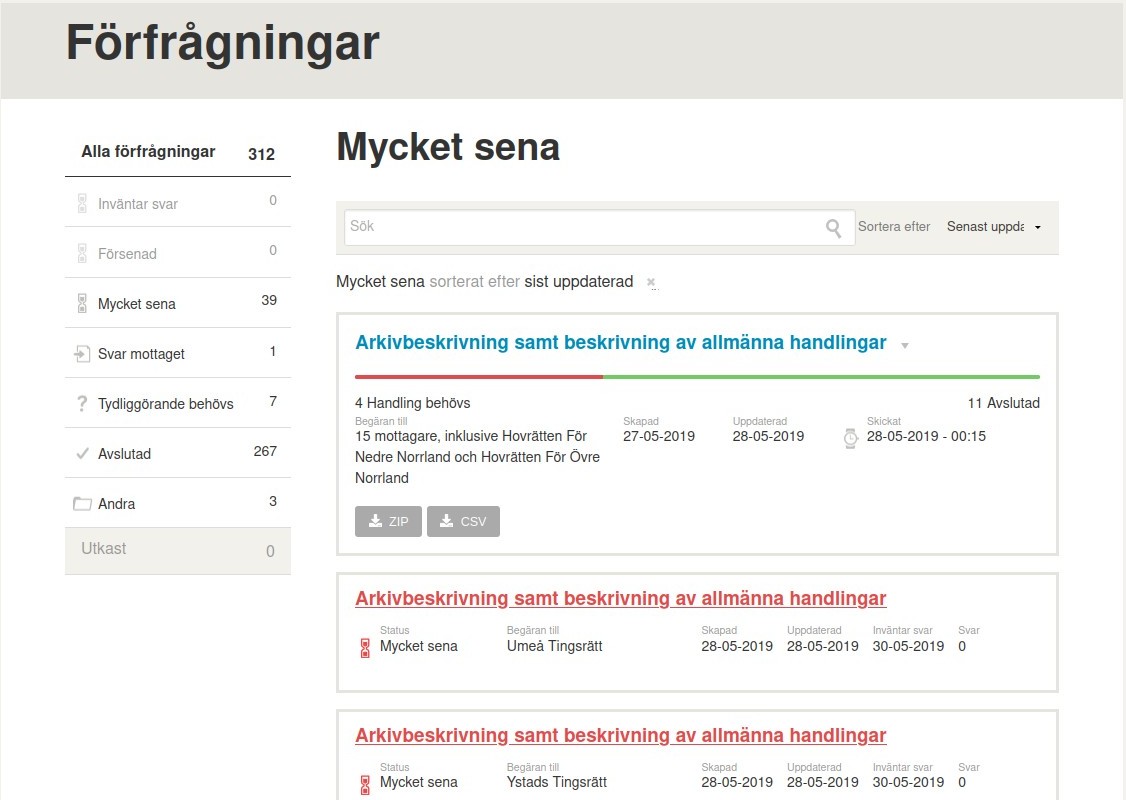 Förfrågningar
Alla förfrågningar 312
Inväntar svar 0
Försenad 0
Mycket sena 39
Svar mottaget 1
Tydliggörande behövs 7
Avslutad 267
Andra 3
Utkast 0
Mycket sena
Sök
Sortera efter Senast uppda
Mycket sena sorterat efter sist uppdaterad
Arkivbeskrivning samt beskrivning av allmänna handlingar
4 Handling behövs 11 Avslutad
Begäran till Skapad Uppdaterad Skickat
15 mottagare, inklusive Hovrätten För 27-05-2019 28-05-2019 28-05-2019 - 00:15
Nedre Norrland och Hovrätten För Övre
Norrland
ZIP CSV
Arkivbeskrivning samt beskrivning av allmänna handlingar
Status Begäran till Skapad Uppdaterad Inväntar svar Svar
Mycket sena Umeå Tingsrätt 28-05-2019 28-05-2019 30-05-2019 0
Arkivbeskrivning samt beskrivning av allmänna handlingar
Status Begäran till Skapad Uppdaterad Inväntar svar Svar
Mycket sena Ystads Tingsrätt 28-05-2019 28-05-2019 30-05-2019 0